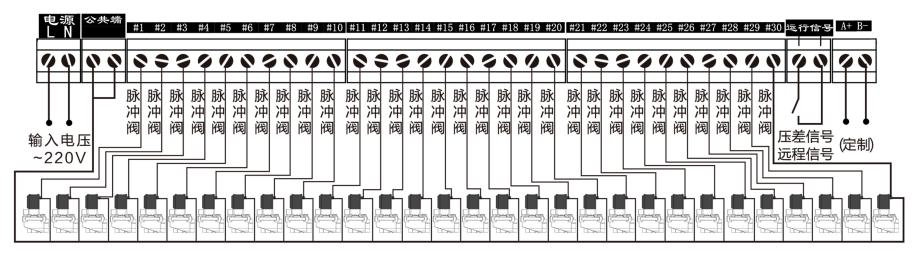 电源 公共端 #1 #2 #3 #4 #5 #6 #7 #8 #9 #10 #11 #12 #13 #14 #15 #16 #17 #18 #19 #20 #21 #22 #23 #24 #25 #26 #27 #28 #29 #30 运行信号 A+ B-
L N
脉冲阀 脉冲阀 脉冲阀 脉冲阀 脉冲阀 脉冲阀 脉冲阀 脉冲阀 脉冲阀 脉冲阀 脉冲阀 脉冲阀 脉冲阀 脉冲阀 脉冲阀 脉冲阀 脉冲阀 脉冲阀 脉冲阀 脉冲阀 脉冲阀 脉冲阀 脉冲阀 脉冲阀 脉冲阀 脉冲阀 脉冲阀 脉冲阀 脉冲阀 脉冲阀
输入电压
~220V
压差信号
远程信号
(定制)